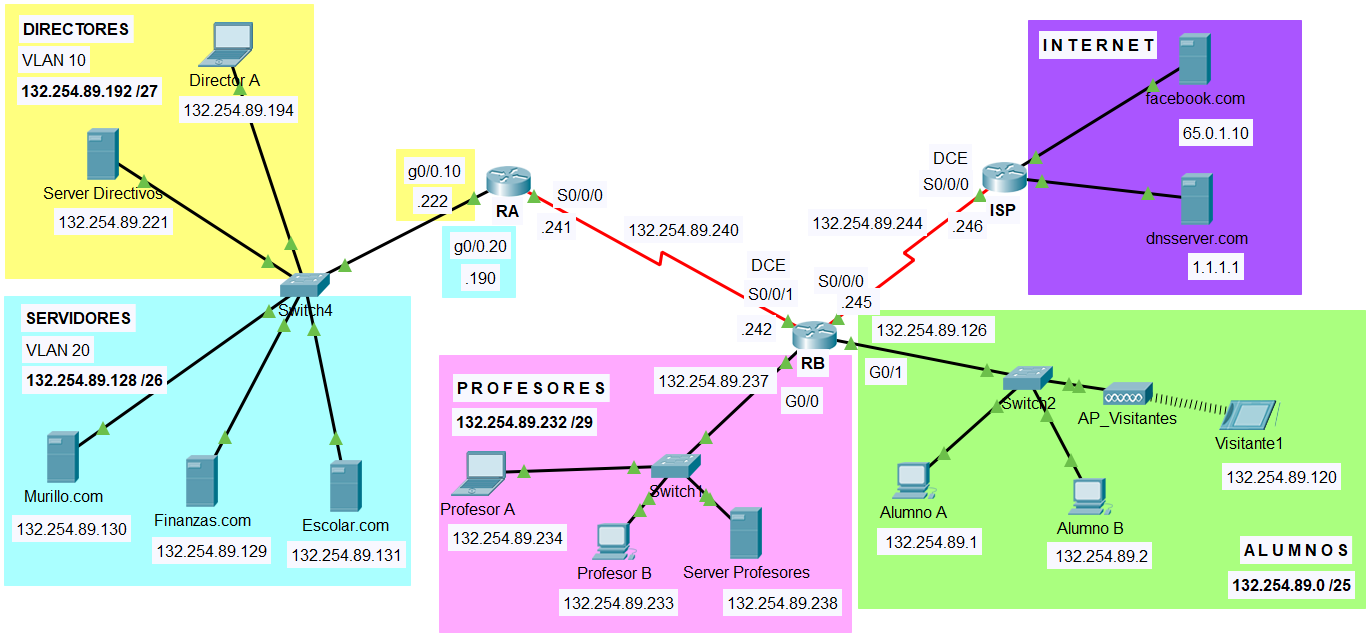 DIRECTORES
VLAN 10
132.254.89.192 /27
Director A
132.254.89.194
Server Directivos
132.254.89.221
g0/0.10
.222
RA
S0/0/0
.241
g0/0.20
.190
132.254.89.240
DCE
S0/0/1
.242
S0/0/0
.245
RB
132.254.89.244
DCE
S0/0/0
.246
ISP
INTERNET
facebook.com
65.0.1.10
dnsserver.com
1.1.1.1
Switch4
SERVIDORES
VLAN 20
132.254.89.128 /26
Murillo.com
132.254.89.130
Finanzas.com
132.254.89.129
Escolar.com
132.254.89.131
PROFESORES
132.254.89.232 /29
132.254.89.237
G0/0
Switch1
Profesor A
132.254.89.234
Profesor B
132.254.89.233
Server Profesores
132.254.89.238
132.254.89.126
G0/1
Switch2
AP_Visitantes
Visitante1
132.254.89.120
Alumno A
132.254.89.1
Alumno B
132.254.89.2
ALUMNOS
132.254.89.0 /25